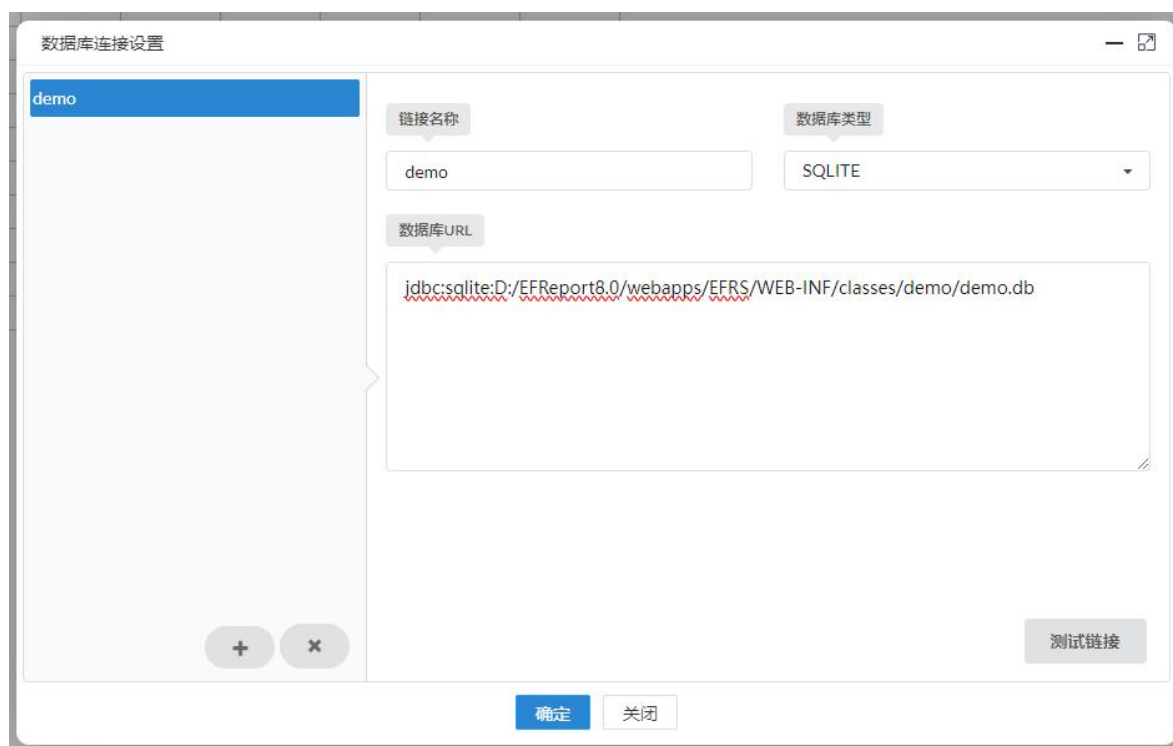 数据库连接设置
demo
链接名称
数据库类型
demo
SQLITE
数据库URL
jdbc:sqlite:D:/EFReport8.0/webapps/EFRS/WEB-INF/classes/demo/demo.db
测试链接
确定
关闭